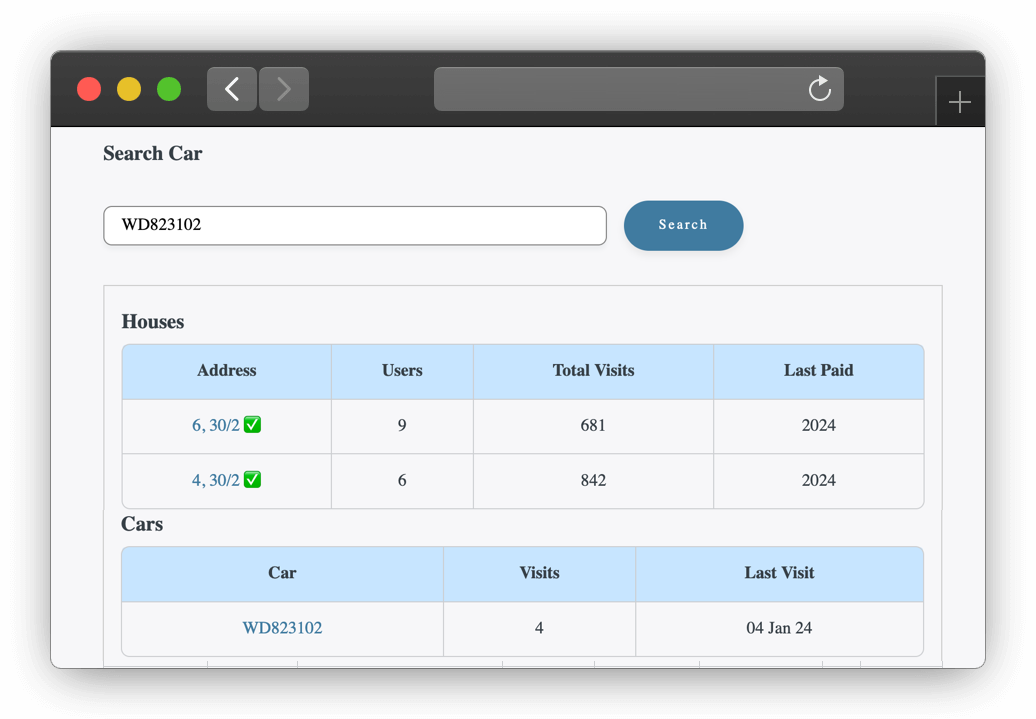 Search Car
WD823102
Search
Houses
Address Users Total Visits Last Paid
6, 30/2 ✅ 9 681 2024
4, 30/2 ✅ 6 842 2024
Cars
Car Visits Last Visit
WD823102 4 04 Jan 24